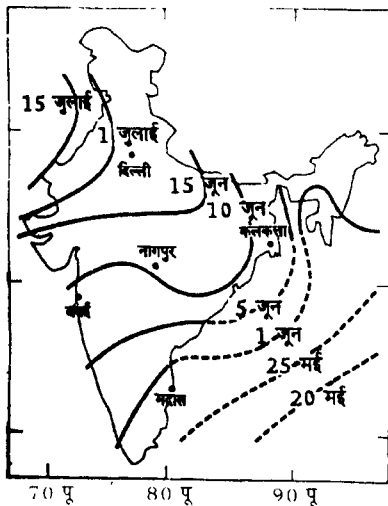 15 जुलाई
1 जुलाई
दिल्ली
15 जून
10 जून
कलकत्ता
नागपुर
बंबई
5 जून
1 जून
25 मई
मद्रास
20 मई
70 पू
80 पू
90 पू